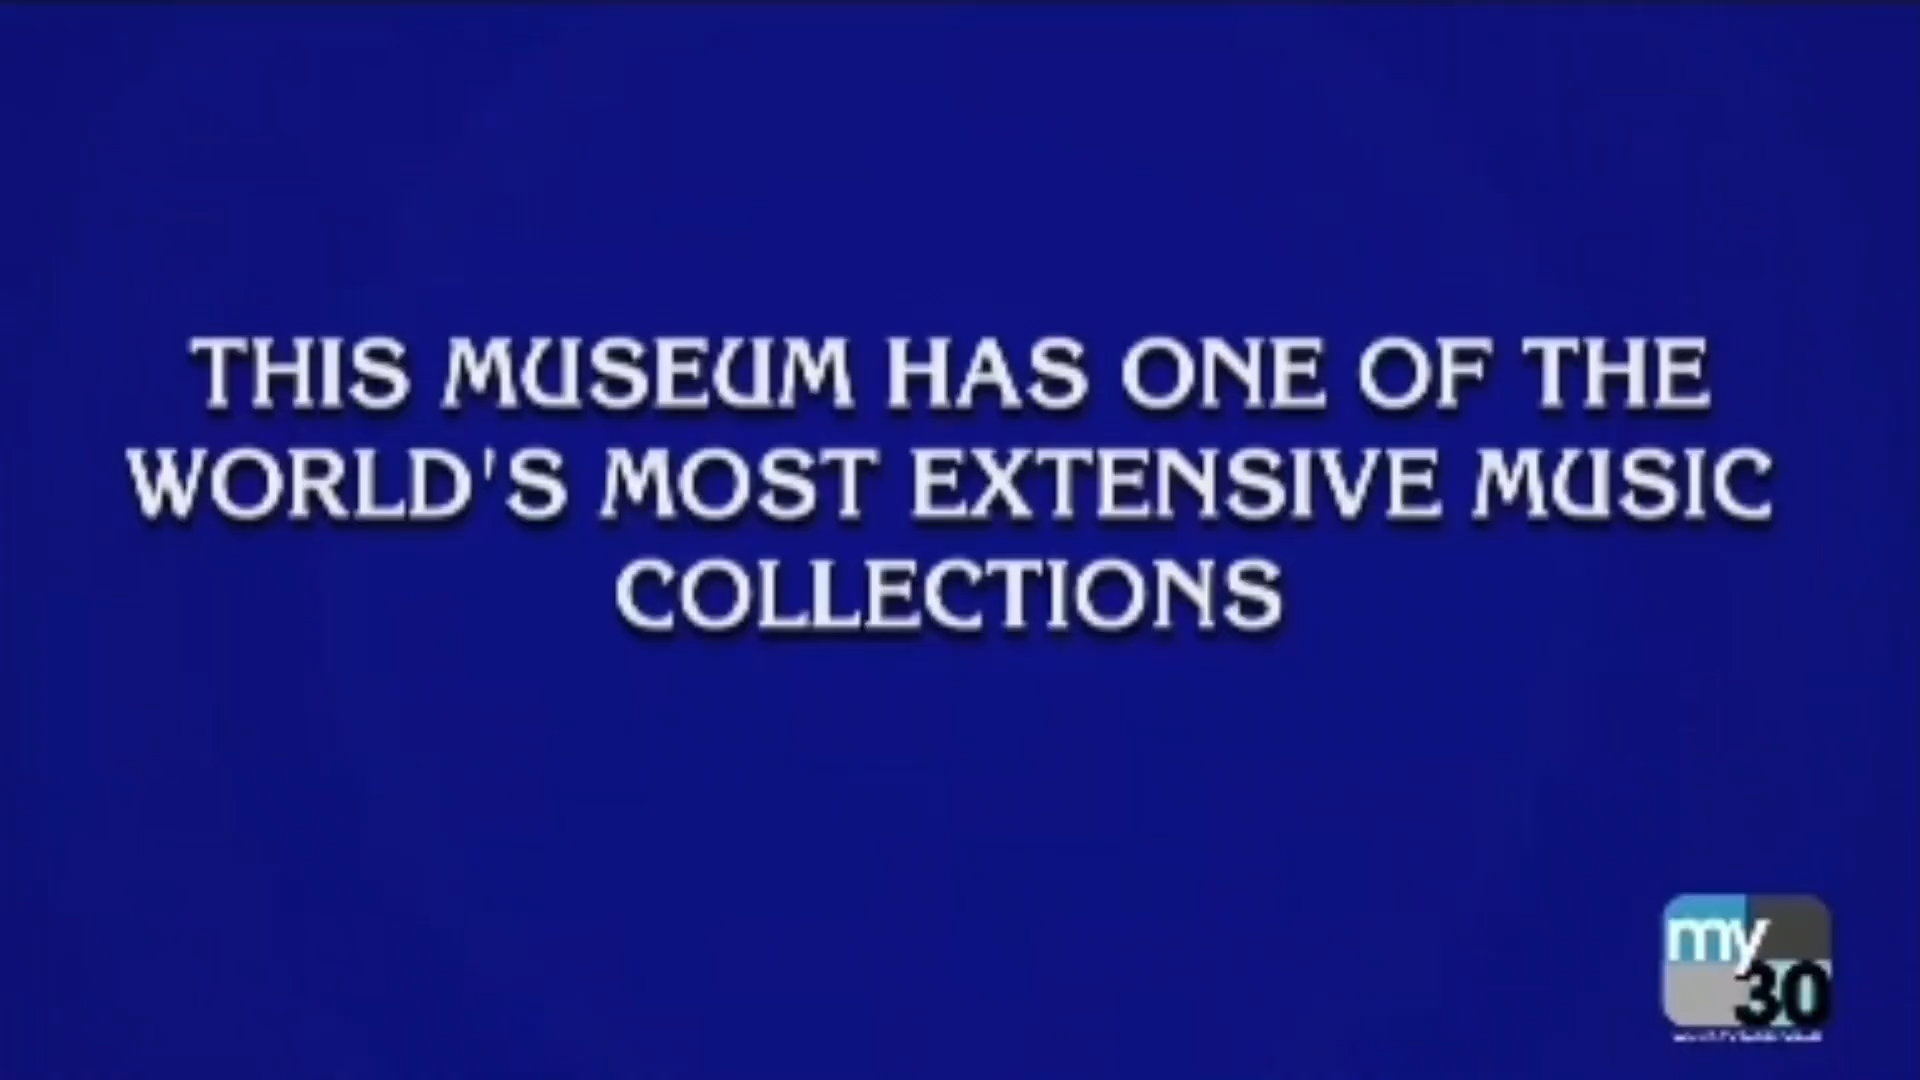 THIS MUSEUM HAS ONE OF THE
WORLD'S MOST EXTENSIVE MUSIC
COLLECTIONS
my
30